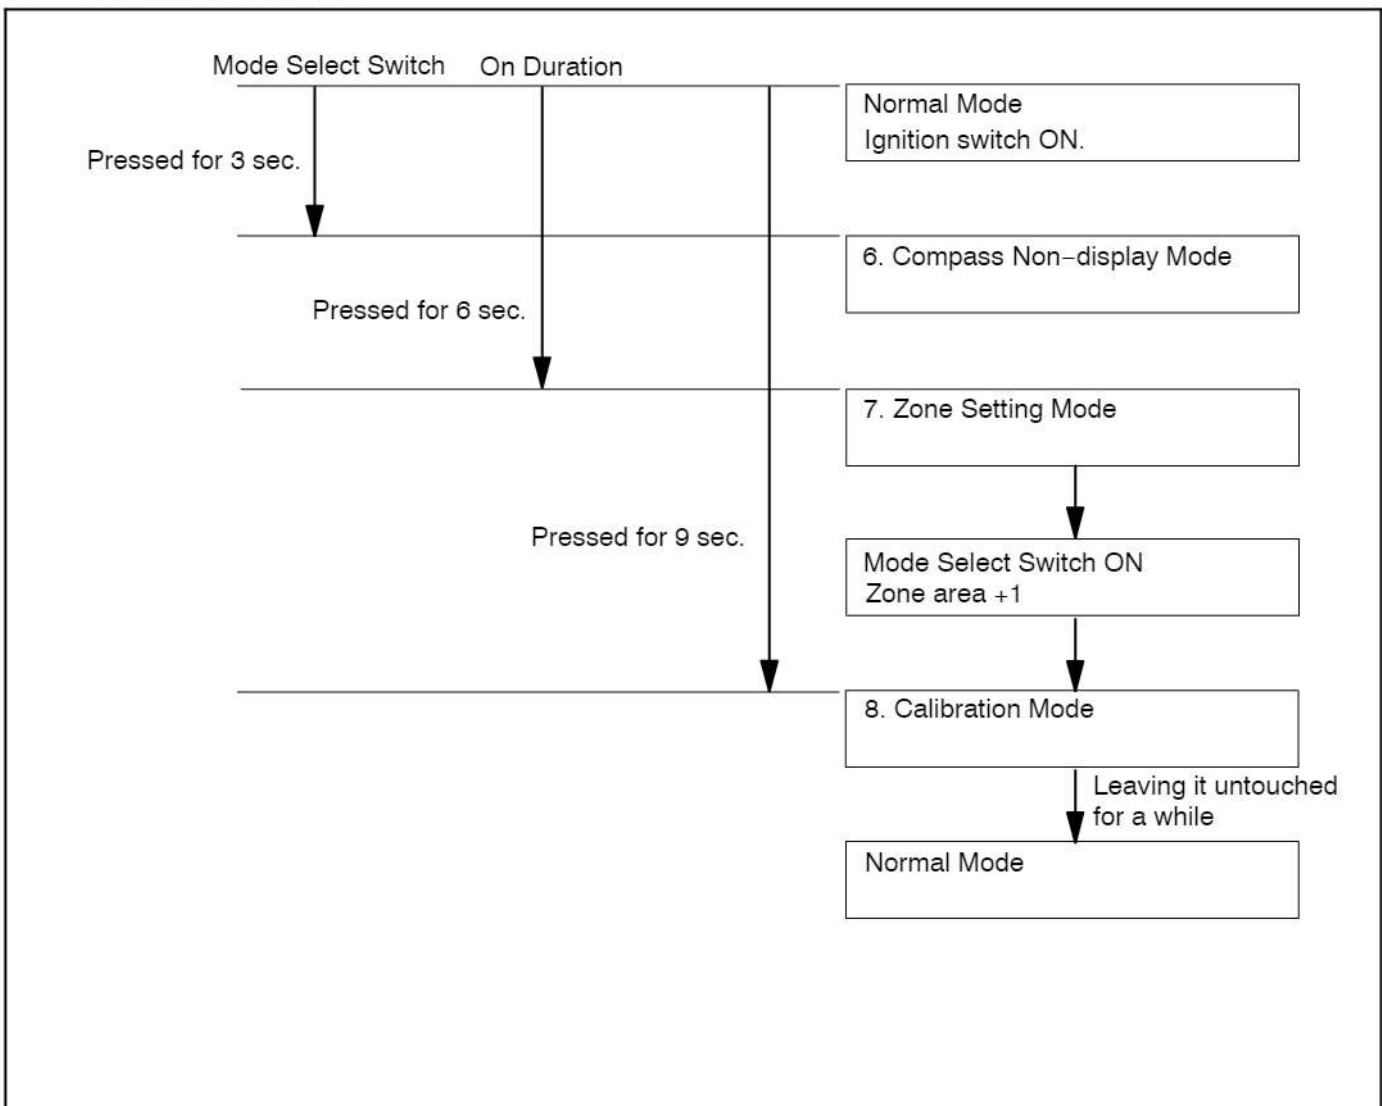 Mode Select Switch On Duration
Normal Mode
Ignition switch ON.
Pressed for 3 sec.
6. Compass Non−display Mode
Pressed for 6 sec.
7. Zone Setting Mode
Pressed for 9 sec.
Mode Select Switch ON
Zone area +1
8. Calibration Mode
Leaving it untouched
for a while
Normal Mode